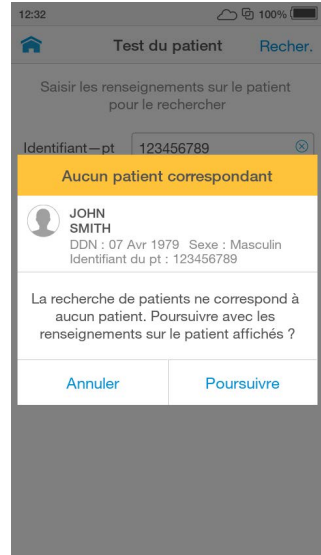 12:32 100%
Test du patient Recher.
Saisir les renseignements sur le patient
pour le rechercher
Identifiant—pt 123456789
Aucun patient correspondant
JOHN
SMITH
DDN : 07 Avr 1979 Sexe : Masculin
Identifiant du pt : 123456789
La recherche de patients ne correspond à
aucun patient. Poursuivre avec les
renseignements sur le patient affichés ?
Annuler Poursuivre